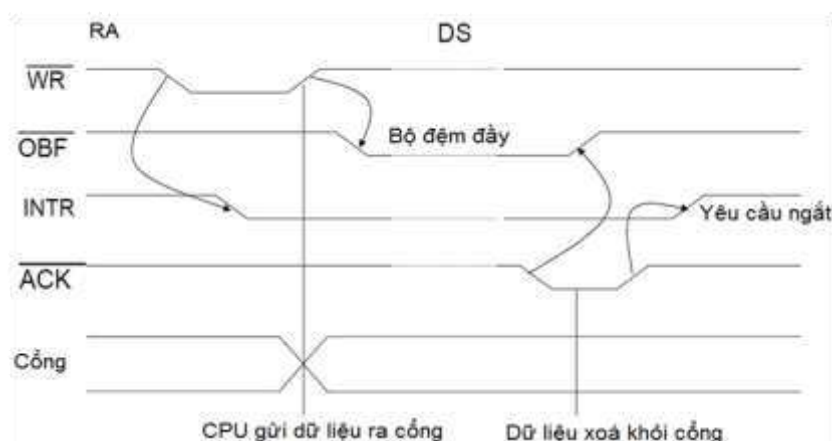 RA DS
WR
OBF Bộ đệm đầy
INTR Yêu cầu ngắt
ACK
Cổng
CPU gửi dữ liệu ra cổng Dữ liệu xoá khỏi cổng